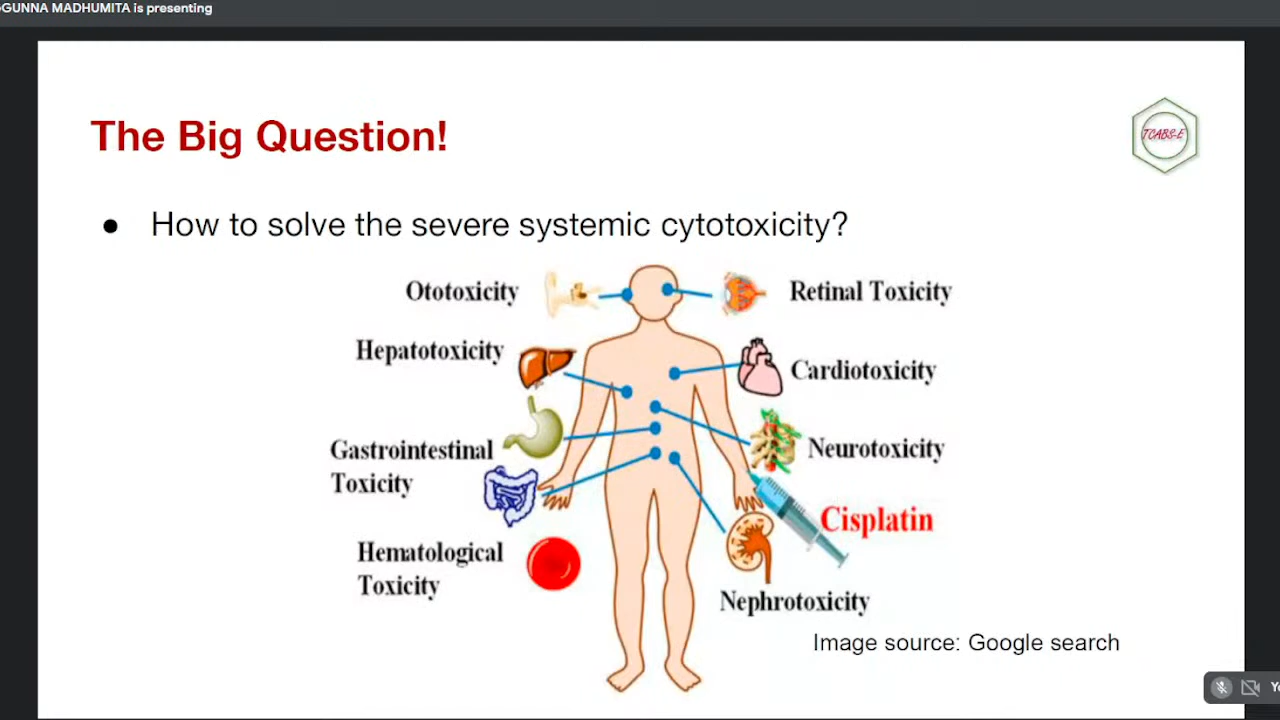 GUNNA MADHUMITA is presenting
The Big Question!
TCABS-E
● How to solve the severe systemic cytotoxicity?
Ototoxicity
Retinal Toxicity
Hepatotoxicity
Cardiotoxicity
Gastrointestinal
Toxicity
Neurotoxicity
Cisplatin
Hematological
Toxicity
Nephrotoxicity
Image source: Google search